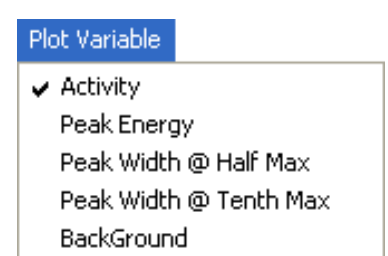 Plot Variable
Activity
Peak Energy
Peak Width @ Half Max
Peak Width @ Tenth Max
BackGround